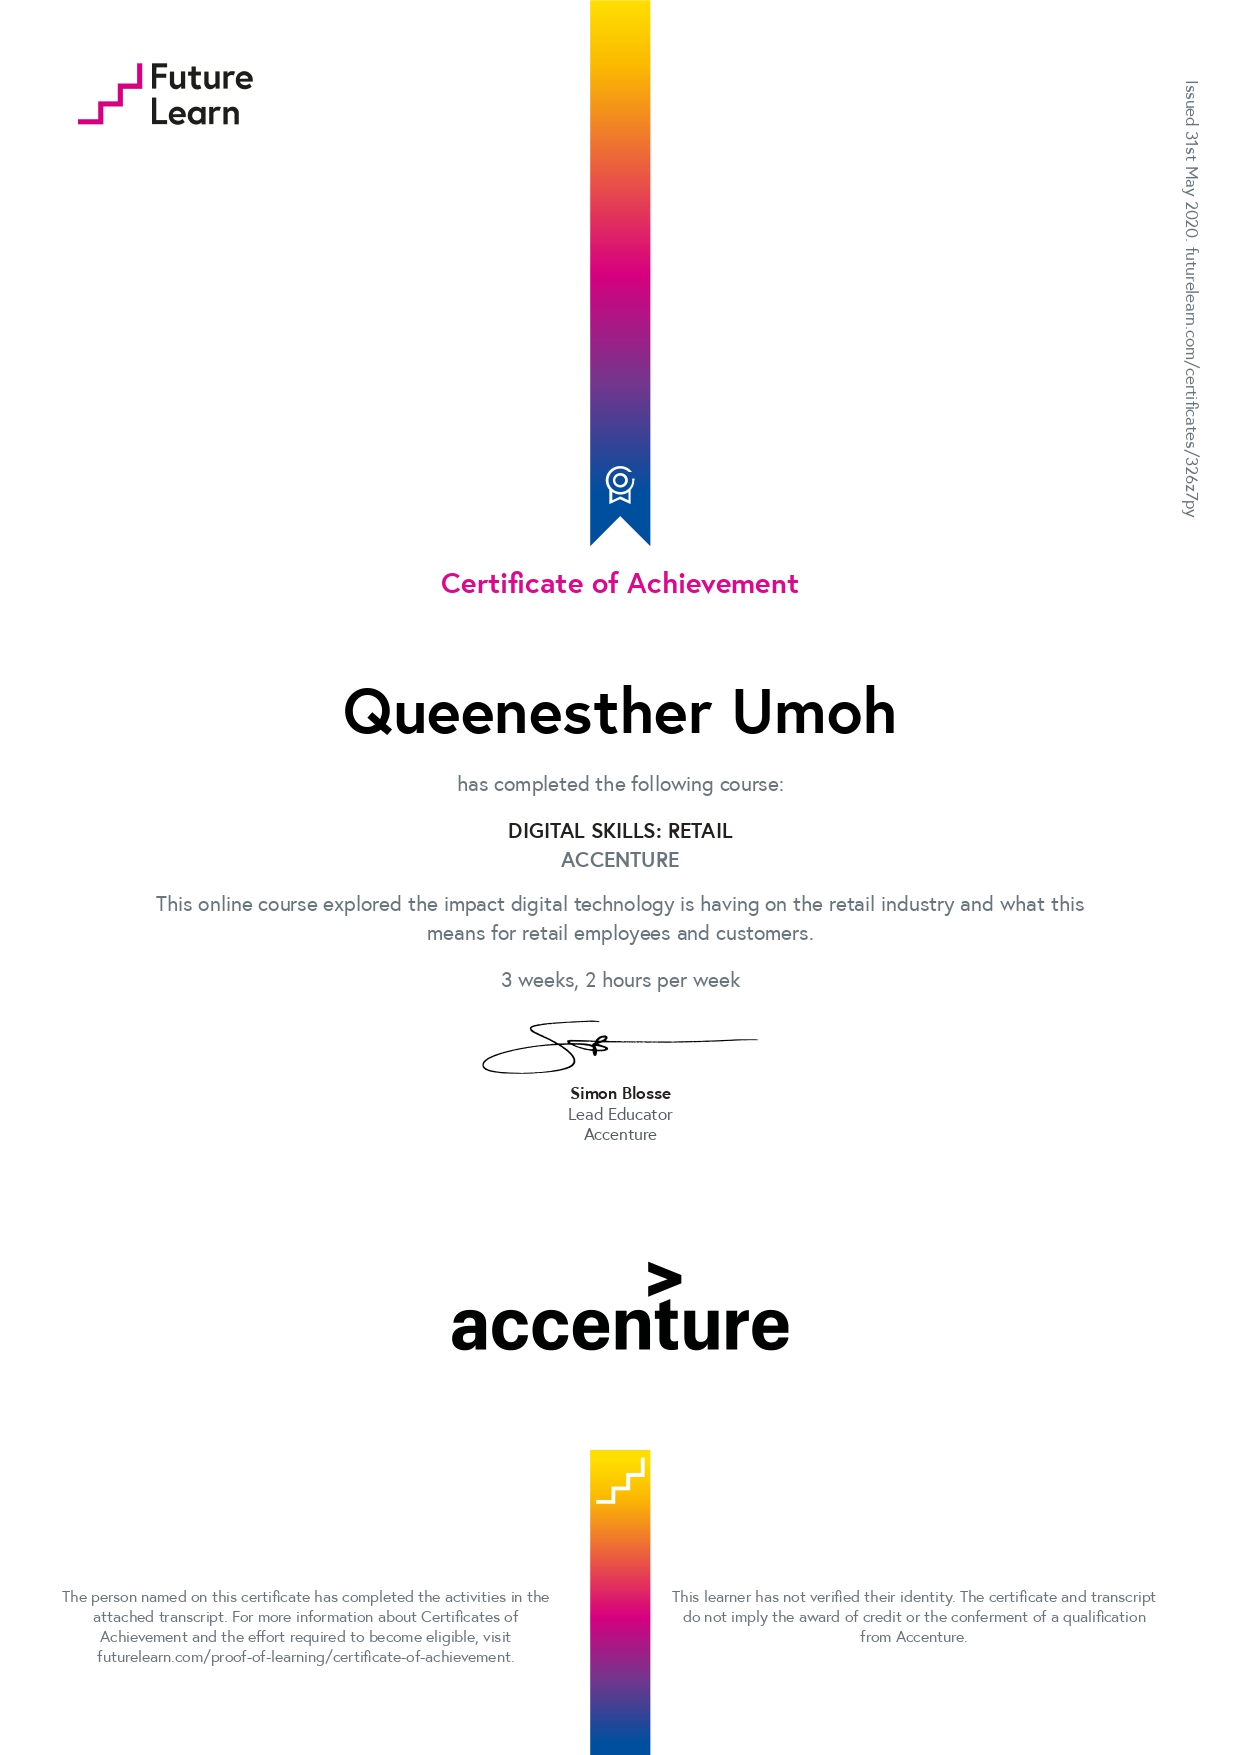 Future
Learn
Issued 31st May 2020. futurelearn.com/certificates/326z7py
Certificate of Achievement
Queenesther Umoh
has completed the following course:
DIGITAL SKILLS: RETAIL
ACCENTURE
This online course explored the impact digital technology is having on the retail industry and what this
means for retail employees and customers.
3 weeks, 2 hours per week
Simon Blosse
Lead Educator
Accenture
accenture
The person named on this certificate has completed the activities in the
attached transcript. For more information about Certificates of
Achievement and the effort required to become eligible, visit
futurelearn.com/proof-of-learning/certificate-of-achievement.
This learner has not verified their identity. The certificate and transcript
do not imply the award of credit or the conferment of a qualification
from Accenture.